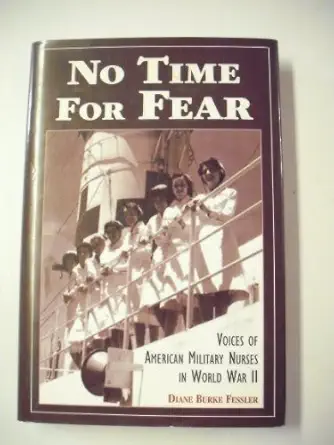 NO TIME
FOR FEAR
VOICES OF
AMERICAN MILITARY NURSES
IN WORLD WAR II
DIANE BURKE FESSLER